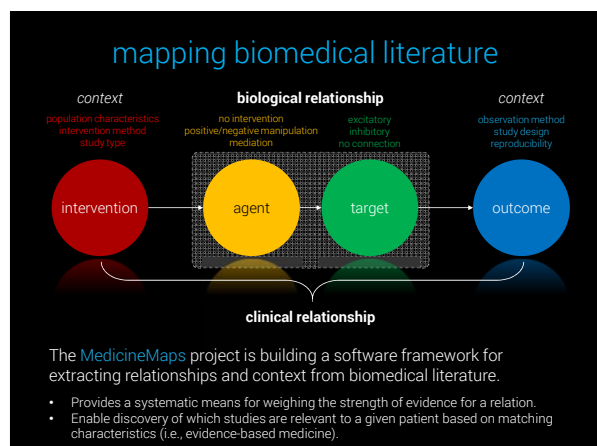 mapping biomedical literature
context
biological relationship
context
population characteristics
intervention method
study type
no intervention
positive/negative manipulation
mediation
excitatory
inhibitory
no connection
observation method
study design
reproducibility
intervention
agent
target
outcome
clinical relationship
The MedicineMaps project is building a software framework for
extracting relationships and context from biomedical literature.
• Provides a systematic means for weighing the strength of evidence for a relation.
• Enable discovery of which studies are relevant to a given patient based on matching
characteristics (i.e., evidence-based medicine).